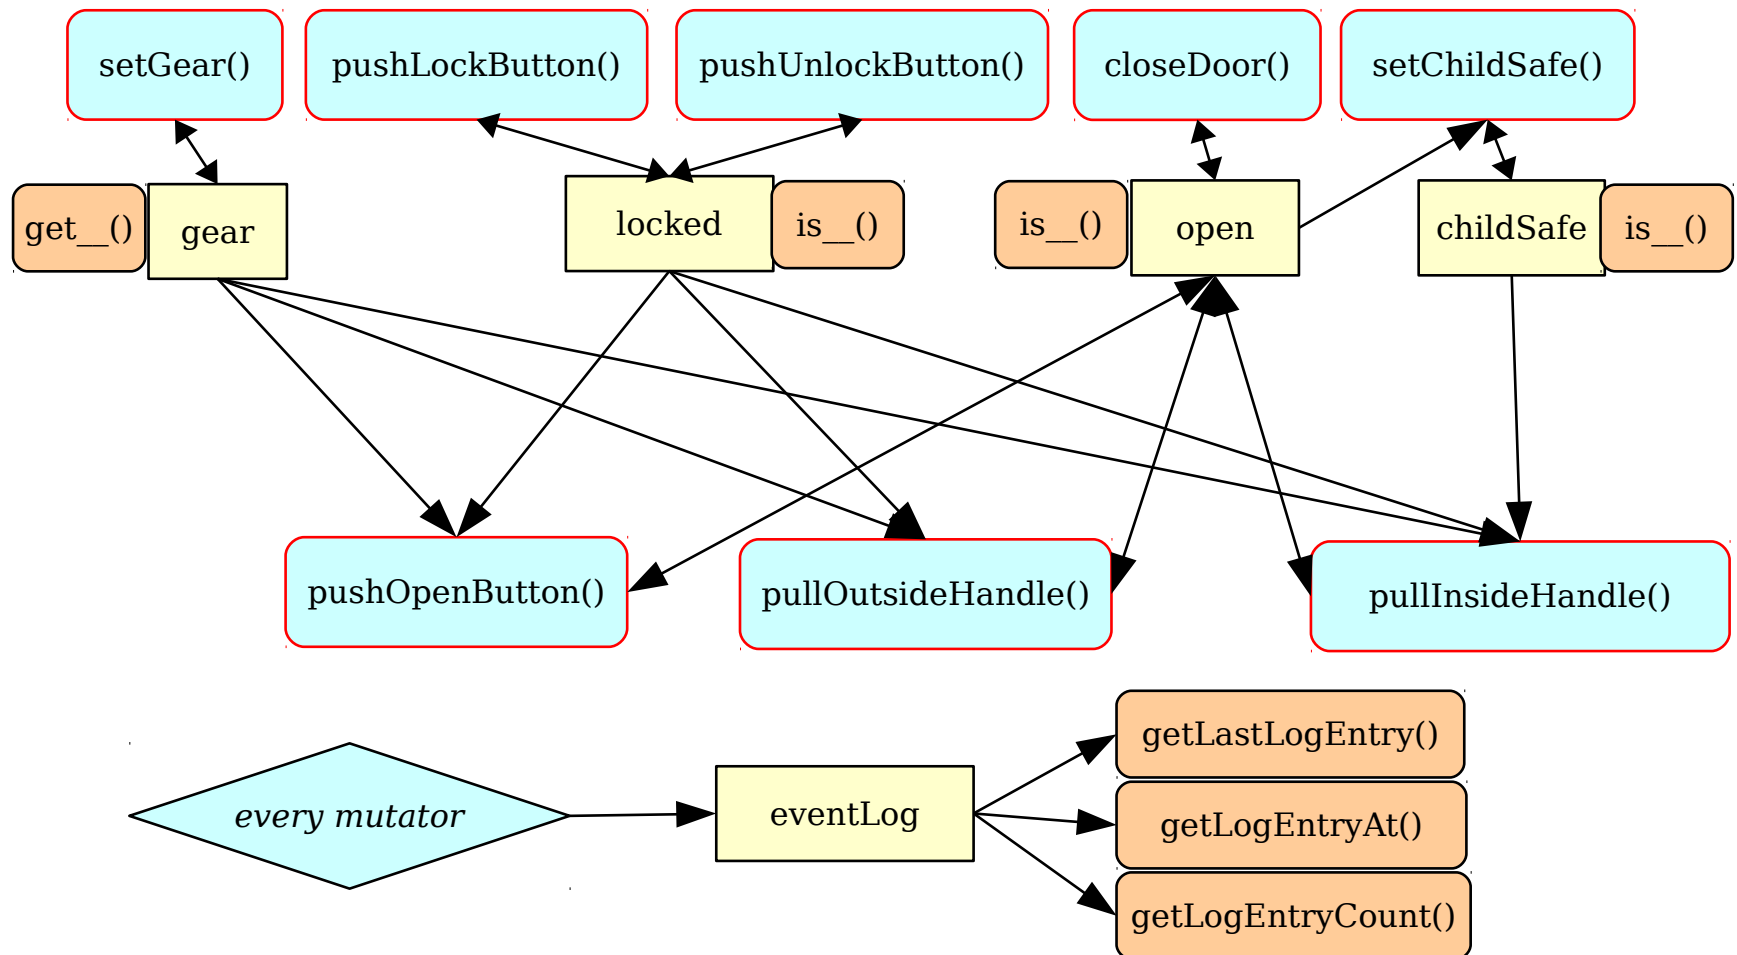 setGear()
pushLockButton()
pushUnlockButton()
closeDoor()
setChildSafe()
get__()
gear
locked
is__()
is__()
open
childSafe
is__()
pushOpenButton()
pullOutsideHandle()
pullInsideHandle()
every mutator
eventLog
getLastLogEntry()
getLogEntryAt()
getLogEntryCount()